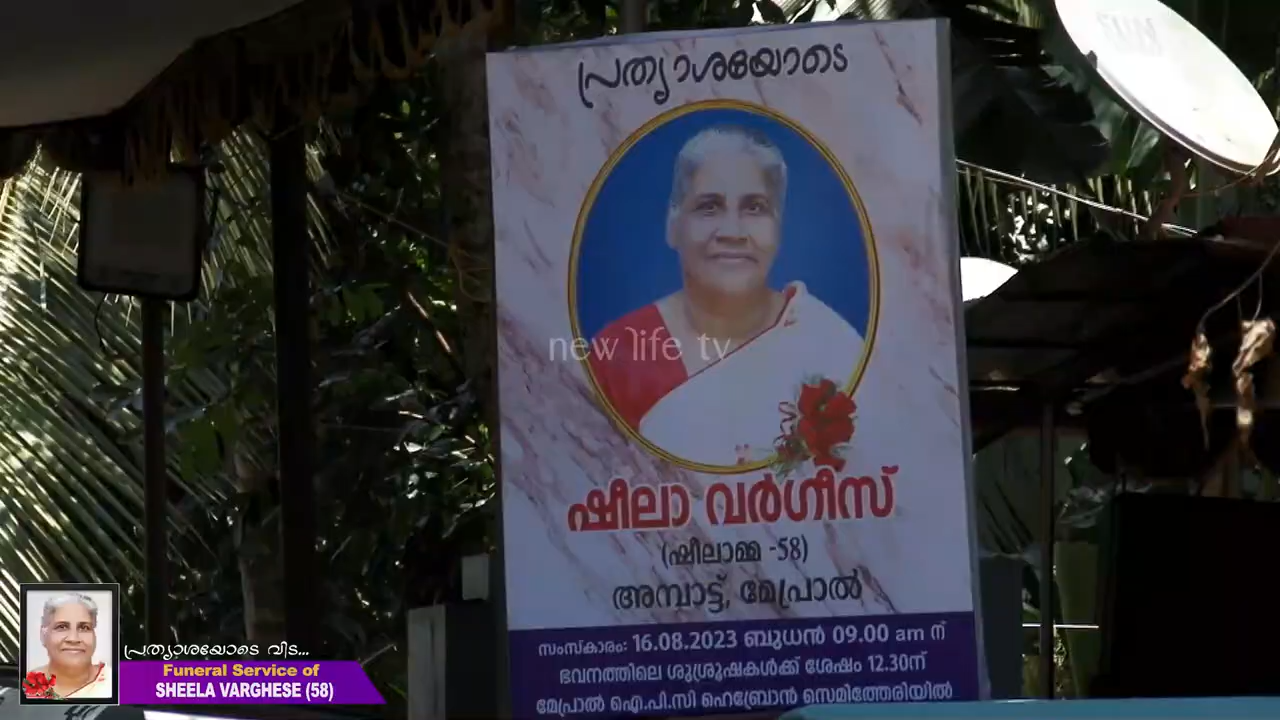 പ്രത്യാശയോടെ
new life tv
ഷീലാ വർഗീസ്
(ഷീലാമ്മ -58)
അമ്പാട്ട്, മേപ്രാൽ
സംസ്കാരം: 16.08.2023 ബുധൻ 09.00 am ന്
ഭവനത്തിലെ ശുശ്രൂഷകൾക്ക് ശേഷം 12.30ന്
മേപ്രാൽ ഐ.പി.സി ഹെബ്രോൻ സെമിത്തേരിയിൽ
പ്രത്യാശയോടെ വിട...
Funeral Service of
SHEELA VARGHESE (58)